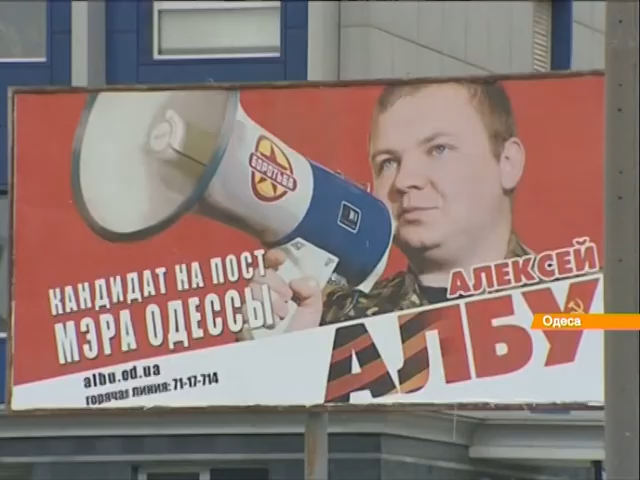 БОРОТЬБА
КАНДИДАТ НА ПОСТ
МЭРА ОДЕССЫ
АЛЕКСЕЙ
АЛБУ
Одеса
albu.od.ua
горячая линия: 71-17-714